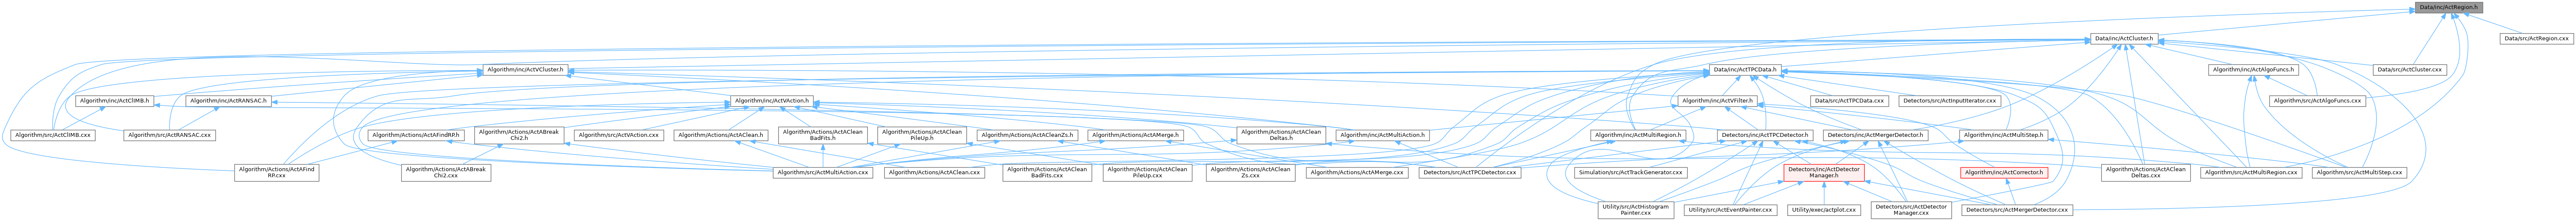 Data/inc/ActRegion.h
Data/inc/ActCluster.h
Data/src/ActRegion.cxx
Algorithm/inc/ActVCluster.h
Data/inc/ActTPCData.h
Algorithm/inc/ActAlgoFuncs.h
Data/src/ActCluster.cxx
Algorithm/inc/ActCIIMB.h
Algorithm/inc/ActRANSAC.h
Algorithm/inc/ActVAction.h
Algorithm/inc/ActVFilter.h
Data/src/ActTPCData.cxx
Detectors/src/ActInputIterator.cxx
Algorithm/src/ActAlgoFuncs.cxx
Algorithm/src/ActCIIMB.cxx
Algorithm/src/ActRANSAC.cxx
Algorithm/Actions/ActAFindRP.h
Algorithm/Actions/ActABreak
Chi2.h
Algorithm/src/ActVAction.cxx
Algorithm/Actions/ActAClean.h
Algorithm/Actions/ActAClean
BadFits.h
Algorithm/Actions/ActAClean
PileUp.h
Algorithm/Actions/ActACleanZs.h
Algorithm/Actions/ActAMerge.h
Algorithm/Actions/ActAClean
Deltas.h
Algorithm/inc/ActMultiAction.h
Algorithm/inc/ActMultiRegion.h
Detectors/inc/ActTPCDetector.h
Detectors/inc/ActMergerDetector.h
Algorithm/inc/ActMultiStep.h
Algorithm/Actions/ActAFind
RP.cxx
Algorithm/Actions/ActABreak
Chi2.cxx
Algorithm/src/ActMultiAction.cxx
Algorithm/Actions/ActAClean.cxx
Algorithm/Actions/ActAClean
BadFits.cxx
Algorithm/Actions/ActAClean
PileUp.cxx
Algorithm/Actions/ActAClean
Zs.cxx
Algorithm/Actions/ActAMerge.cxx
Detectors/src/ActTPCDetector.cxx
Simulation/src/ActTrackGenerator.cxx
Detectors/inc/ActDetector
Manager.h
Algorithm/inc/ActCorrector.h
Algorithm/Actions/ActAClean
Deltas.cxx
Algorithm/src/ActMultiRegion.cxx
Algorithm/src/ActMultiStep.cxx
Utility/src/ActHistogram
Painter.cxx
Utility/src/ActEventPainter.cxx
Utility/exec/actplot.cxx
Detectors/src/ActDetector
Manager.cxx
Detectors/src/ActMergerDetector.cxx